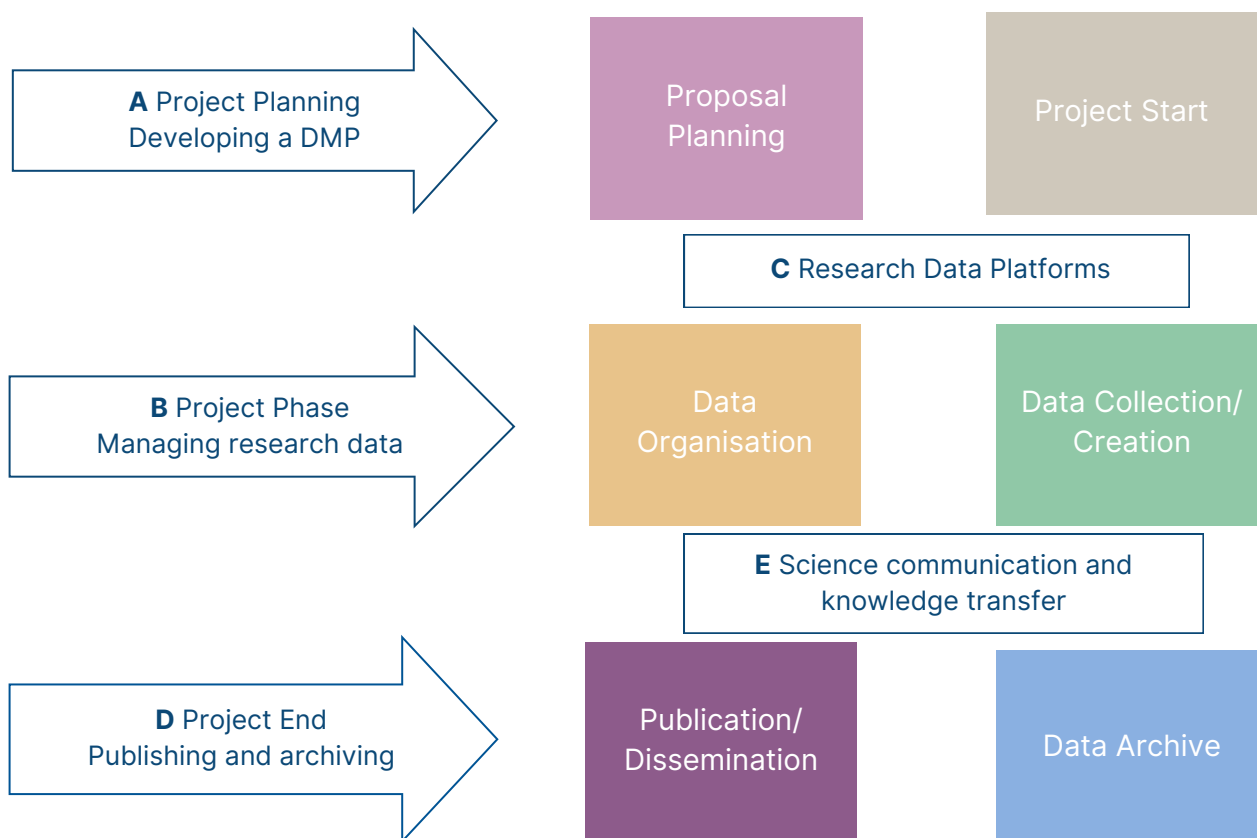 A Project Planning
Developing a DMP
Proposal
Planning
Project Start
C Research Data Platforms
B Project Phase
Managing research data
Data
Organisation
Data Collection/
Creation
E Science communication and
knowledge transfer
D Project End
Publishing and archiving
Publication/
Dissemination
Data Archive